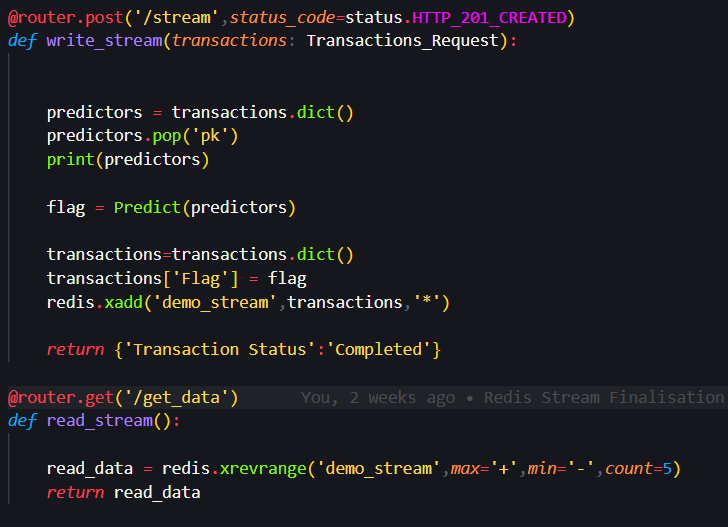 @router.post('/stream',status_code=status.HTTP_201_CREATED)
def write_stream(transactions: Transactions_Request):
predictors = transactions.dict()
predictors.pop('pk')
print(predictors)
flag = Predict(predictors)
transactions=transactions.dict()
transactions['Flag'] = flag
redis.xadd('demo_stream',transactions,'*')
return {'Transaction Status':'Completed'}
@router.get('/get_data') You, 2 weeks ago • Redis Stream Finalisation
def read_stream():
read_data = redis.xrevrange('demo_stream',max='+',min='-',count=5)
return read_data